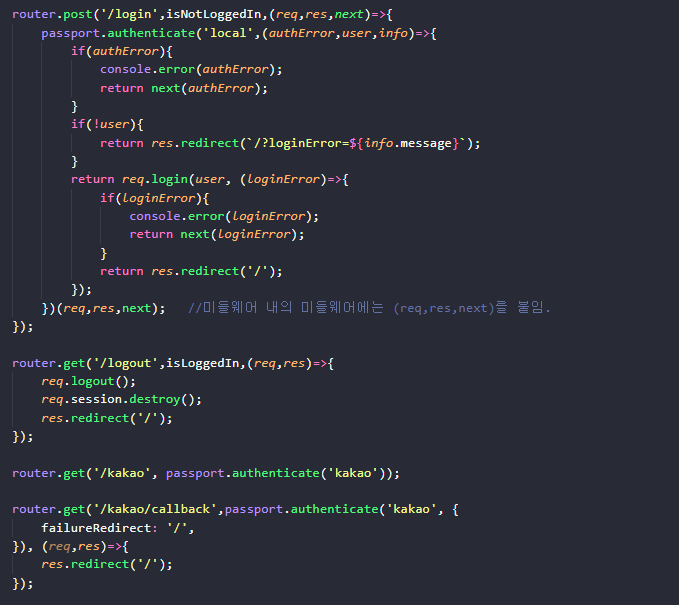 router.post('/login',isNotLoggedIn,(req,res,next)=>{
    passport.authenticate('local',(authError,user,info)=>{
        if(authError){
            console.error(authError);
            return next(authError);
        }
        if(!user){
            return res.redirect(`/?loginError=${info.message}`);
        }
        return req.login(user, (loginError)=>{
            if(loginError){
                console.error(loginError);
                return next(loginError);
            }
            return res.redirect('/');
        });
    })(req,res,next);   //미들웨어 내의 미들웨어에는 (req,res,next)를 붙임.
});

router.get('/logout',isLoggedIn,(req,res)=>{
    req.logout();
    req.session.destroy();
    res.redirect('/');
});

router.get('/kakao', passport.authenticate('kakao'));

router.get('/kakao/callback',passport.authenticate('kakao', {
    failureRedirect: '/',
}), (req,res)=>{
    res.redirect('/');
});